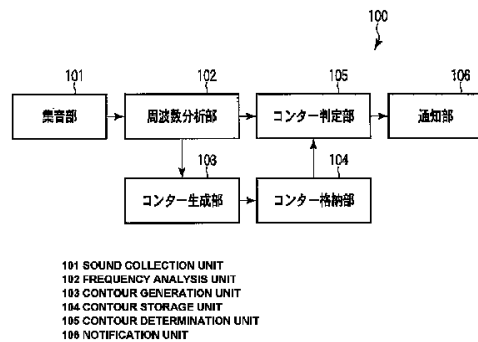 100
101
102
105
106
集音部
周波数分析部
コンター判定部
通知部
103
104
コンター生成部
コンター格納部
101 SOUND COLLECTION UNIT
102 FREQUENCY ANALYSIS UNIT
103 CONTOUR GENERATION UNIT
104 CONTOUR STORAGE UNIT
105 CONTOUR DETERMINATION UNIT
106 NOTIFICATION UNIT